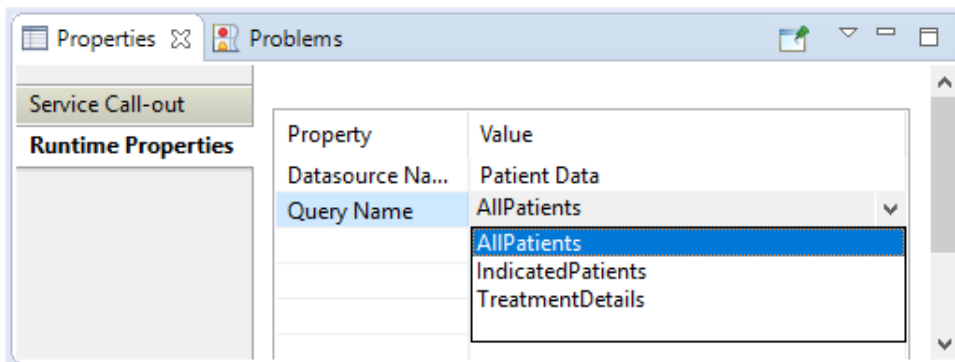 Properties Problems
Service Call-out
Runtime Properties
Property Value
Datasource Na... Patient Data
Query Name AllPatients
AllPatients
IndicatedPatients
TreatmentDetails